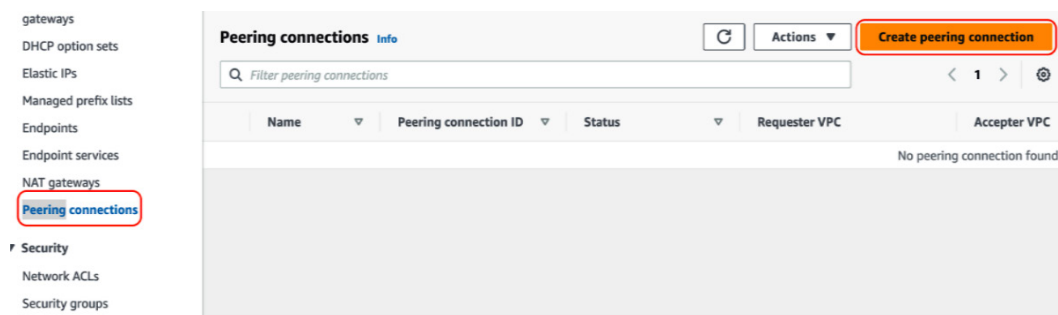 gateways
DHCP option sets
Elastic IPs
Managed prefix lists
Endpoints
Endpoint services
NAT gateways
Peering connections
Security
Network ACLs
Security groups
Peering connections Info
Actions
Create peering connection
Filter peering connections
1
Name Peering connection ID Status Requester VPC Accepter VPC
No peering connection found